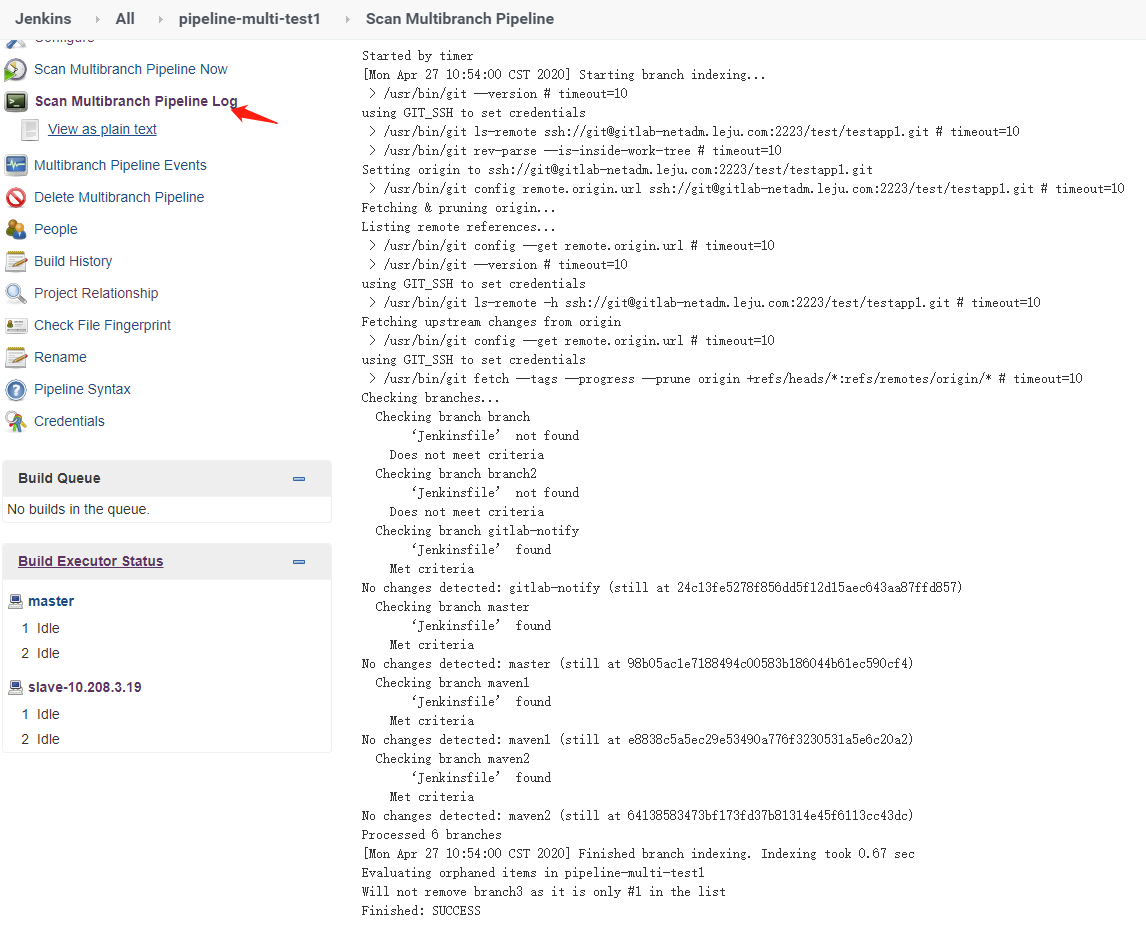 Jenkins All pipeline-multi-test1 Scan Multibranch Pipeline
Configure
Scan Multibranch Pipeline Now
Scan Multibranch Pipeline Log
View as plain text
Multibranch Pipeline Events
Delete Multibranch Pipeline
People
Build History
Project Relationship
Check File Fingerprint
Rename
Pipeline Syntax
Credentials
Build Queue
No builds in the queue.
Build Executor Status
master
1 Idle
2 Idle
slave-10.208.3.19
1 Idle
2 Idle
Started by timer
[Mon Apr 27 10:54:00 CST 2020] Starting branch indexing...
> /usr/bin/git --version # timeout=10
using GIT_SSH to set credentials
> /usr/bin/git ls-remote ssh://git@gitlab-netadm.leju.com:2223/test/testapp1.git # timeout=10
> /usr/bin/git rev-parse --is-inside-work-tree # timeout=10
Setting origin to ssh://git@gitlab-netadm.leju.com:2223/test/testapp1.git
> /usr/bin/git config remote.origin.url ssh://git@gitlab-netadm.leju.com:2223/test/testapp1.git # timeout=10
Fetching & pruning origin...
Listing remote references...
> /usr/bin/git config --get remote.origin.url # timeout=10
> /usr/bin/git --version # timeout=10
using GIT_SSH to set credentials
> /usr/bin/git ls-remote -h ssh://git@gitlab-netadm.leju.com:2223/test/testapp1.git # timeout=10
Fetching upstream changes from origin
> /usr/bin/git config --get remote.origin.url # timeout=10
using GIT_SSH to set credentials
> /usr/bin/git fetch --tags --progress --prune origin +refs/heads/*:refs/remotes/origin/* # timeout=10
Checking branches...
Checking branch branch
‘Jenkinsfile’ not found
Does not meet criteria
Checking branch branch2
‘Jenkinsfile’ not found
Does not meet criteria
Checking branch gitlab-notify
‘Jenkinsfile’ found
Met criteria
No changes detected: gitlab-notify (still at 24c13fe5278f856dd5f12d15aec643aa87ffd857)
Checking branch master
‘Jenkinsfile’ found
Met criteria
No changes detected: master (still at 98b05ac1e7188494c00583b186044b61ec590cf4)
Checking branch maven1
‘Jenkinsfile’ found
Met criteria
No changes detected: maven1 (still at e8838c5a5ec29e53490a776f3230531a5e6c20a2)
Checking branch maven2
‘Jenkinsfile’ found
Met criteria
No changes detected: maven2 (still at 64138583473bf173fd37b81314e45f6113cc43dc)
Processed 6 branches
[Mon Apr 27 10:54:00 CST 2020] Finished branch indexing. Indexing took 0.67 sec
Evaluating orphaned items in pipeline-multi-test1
Will not remove branch3 as it is only #1 in the list
Finished: SUCCESS